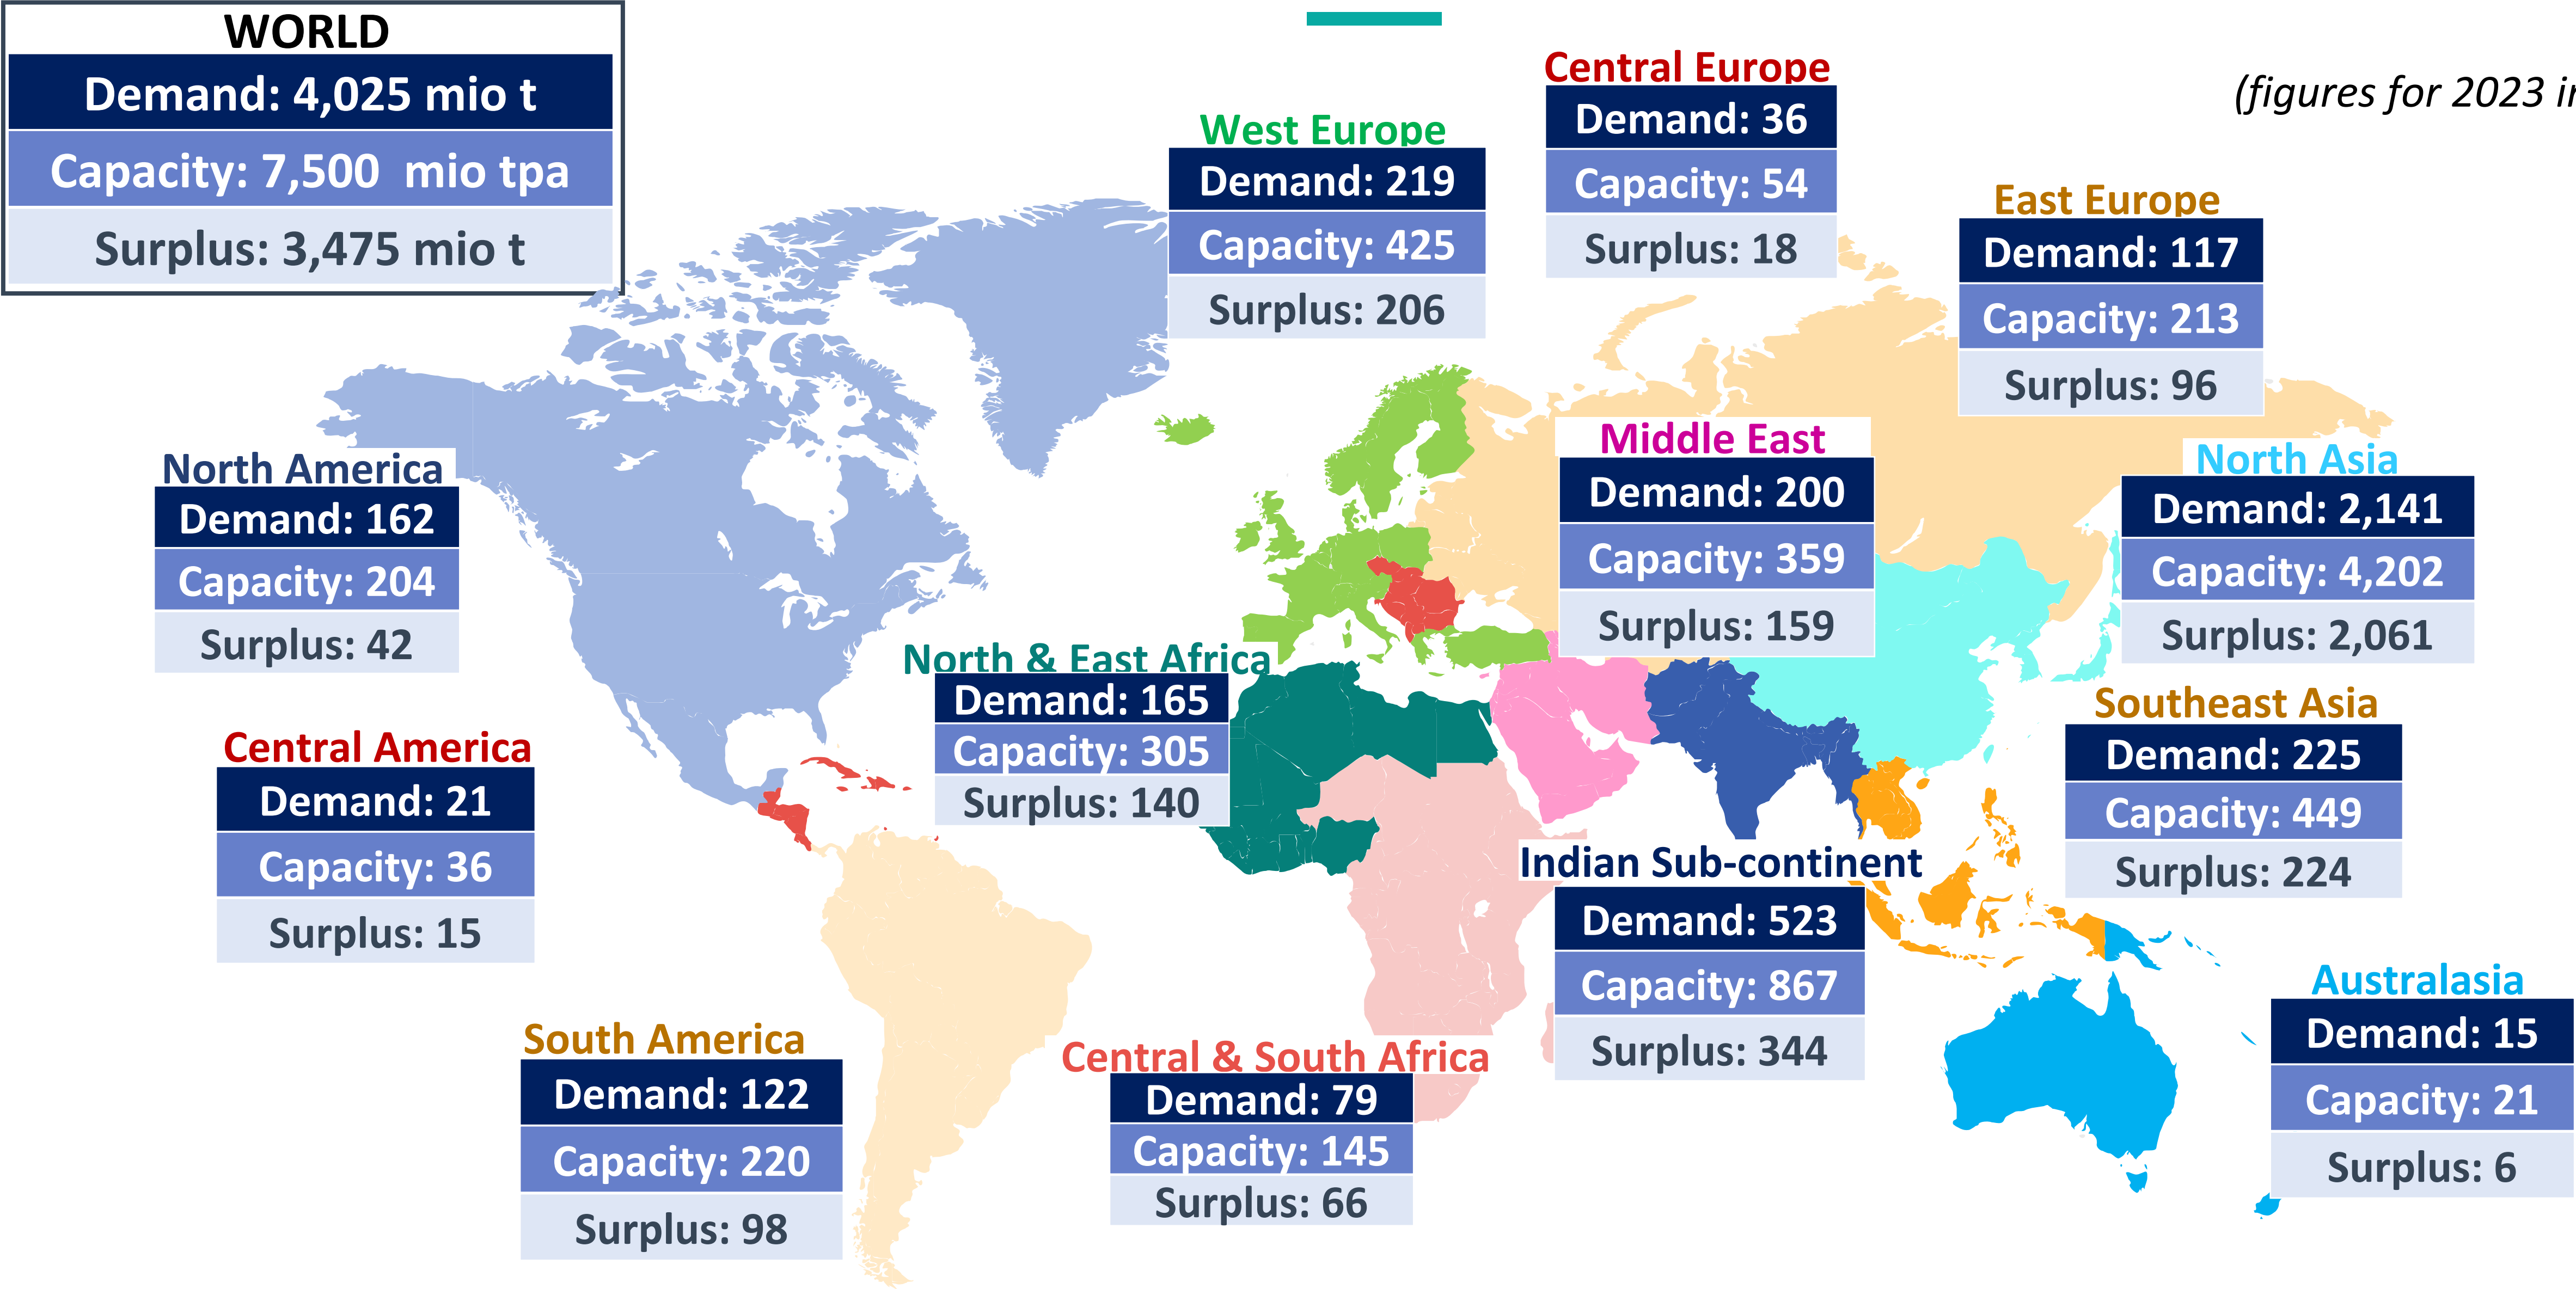 WORLD
Demand: 4,025 mio t
Capacity: 7,500 mio tpa
Surplus: 3,475 mio t
(figures for 2023 in
Central Europe
Demand: 36
Capacity: 54
Surplus: 18
West Europe
Demand: 219
Capacity: 425
Surplus: 206
East Europe
Demand: 117
Capacity: 213
Surplus: 96
North America
Demand: 162
Capacity: 204
Surplus: 42
Middle East
Demand: 200
Capacity: 359
Surplus: 159
North Asia
Demand: 2,141
Capacity: 4,202
Surplus: 2,061
North & East Africa
Demand: 165
Capacity: 305
Surplus: 140
Southeast Asia
Demand: 225
Capacity: 449
Surplus: 224
Central America
Demand: 21
Capacity: 36
Surplus: 15
Indian Sub-continent
Demand: 523
Capacity: 867
Surplus: 344
Australasia
Demand: 15
Capacity: 21
Surplus: 6
South America
Demand: 122
Capacity: 220
Surplus: 98
Central & South Africa
Demand: 79
Capacity: 145
Surplus: 66